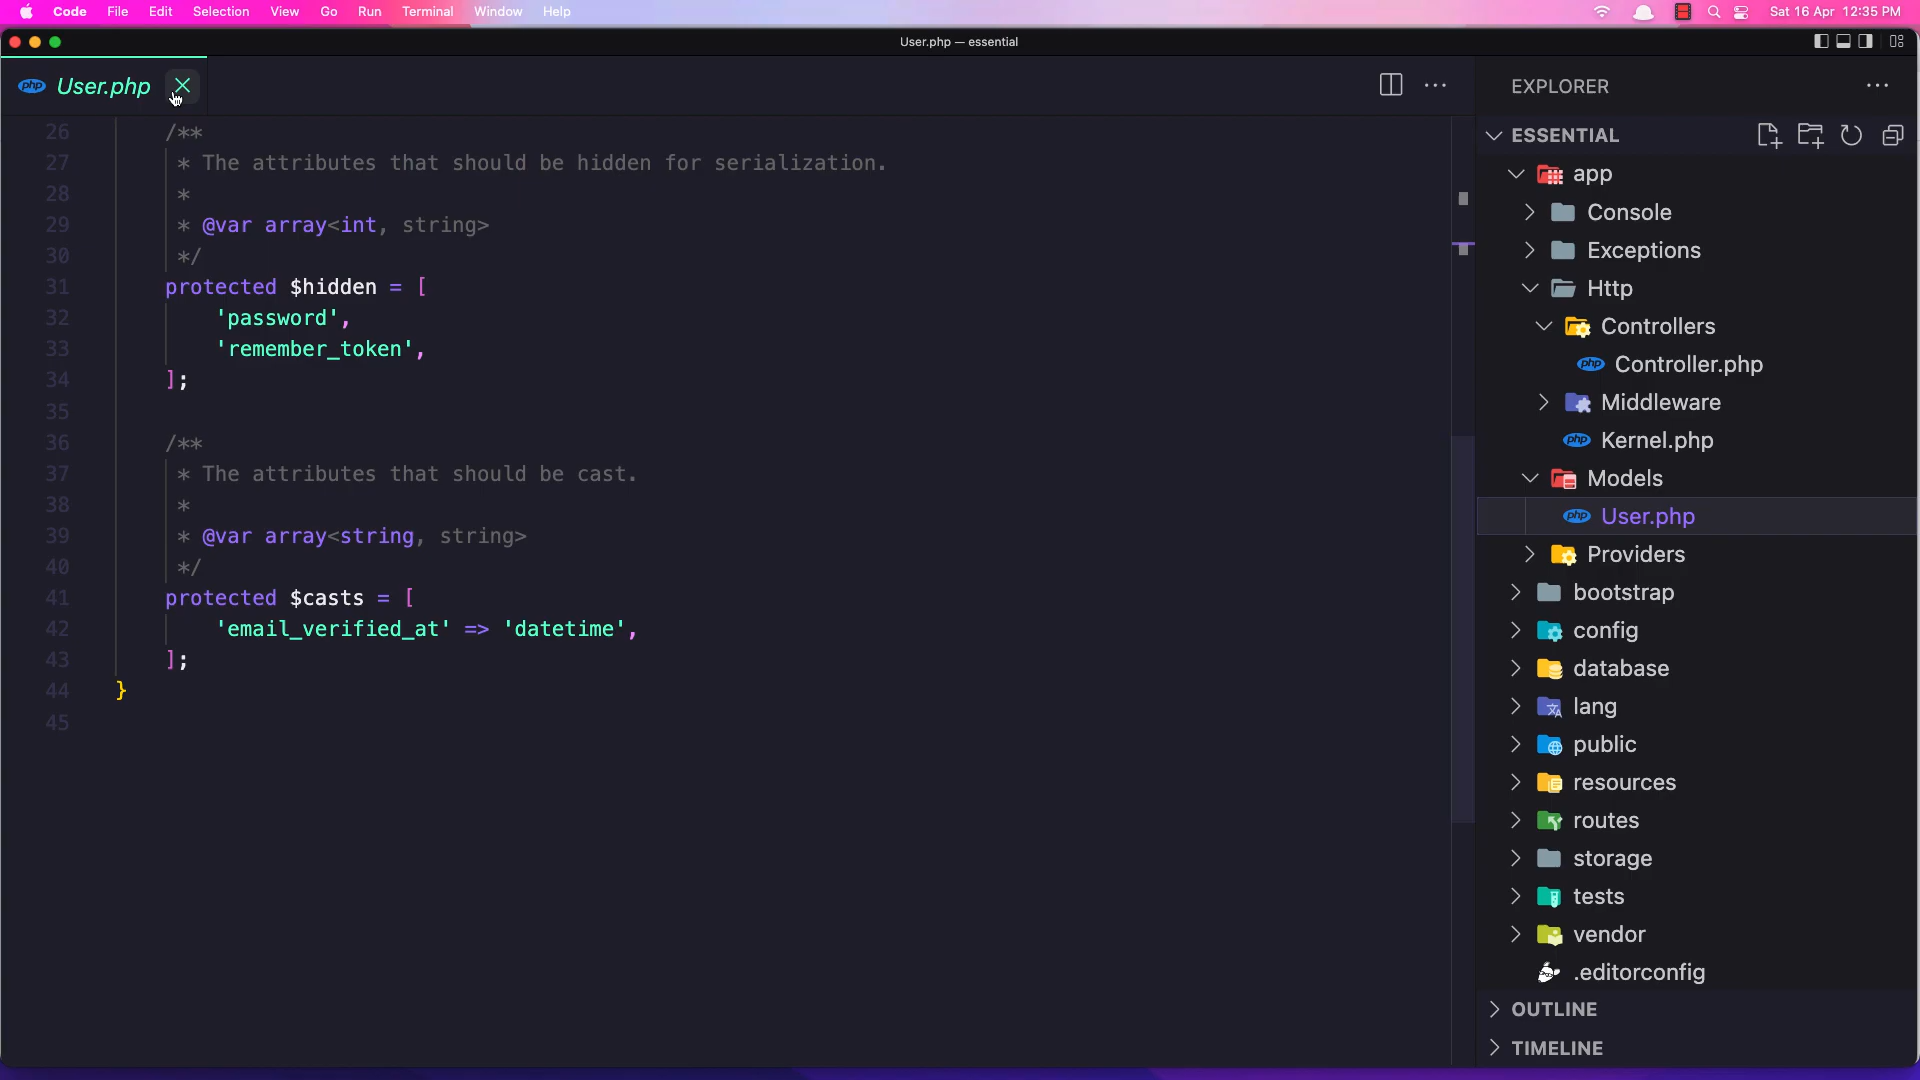 Code File Edit Selection View Go Run Terminal Window Help Sat 16 Apr 12:35 PM
User.php — essential
php User.php
26 /**
27 * The attributes that should be hidden for serialization.
28 *
29 * @var array<int, string>
30 */
31 protected $hidden = [
32 'password',
33 'remember_token',
34 ];
35
36 /**
37 * The attributes that should be cast.
38 *
39 * @var array<string, string>
40 */
41 protected $casts = [
42 'email_verified_at' => 'datetime',
43 ];
44 }
45
EXPLORER
ESSENTIAL
app
Console
Exceptions
Http
Controllers
php Controller.php
Middleware
php Kernel.php
Models
php User.php
Providers
bootstrap
config
database
lang
public
resources
routes
storage
tests
vendor
.editorconfig
OUTLINE
TIMELINE